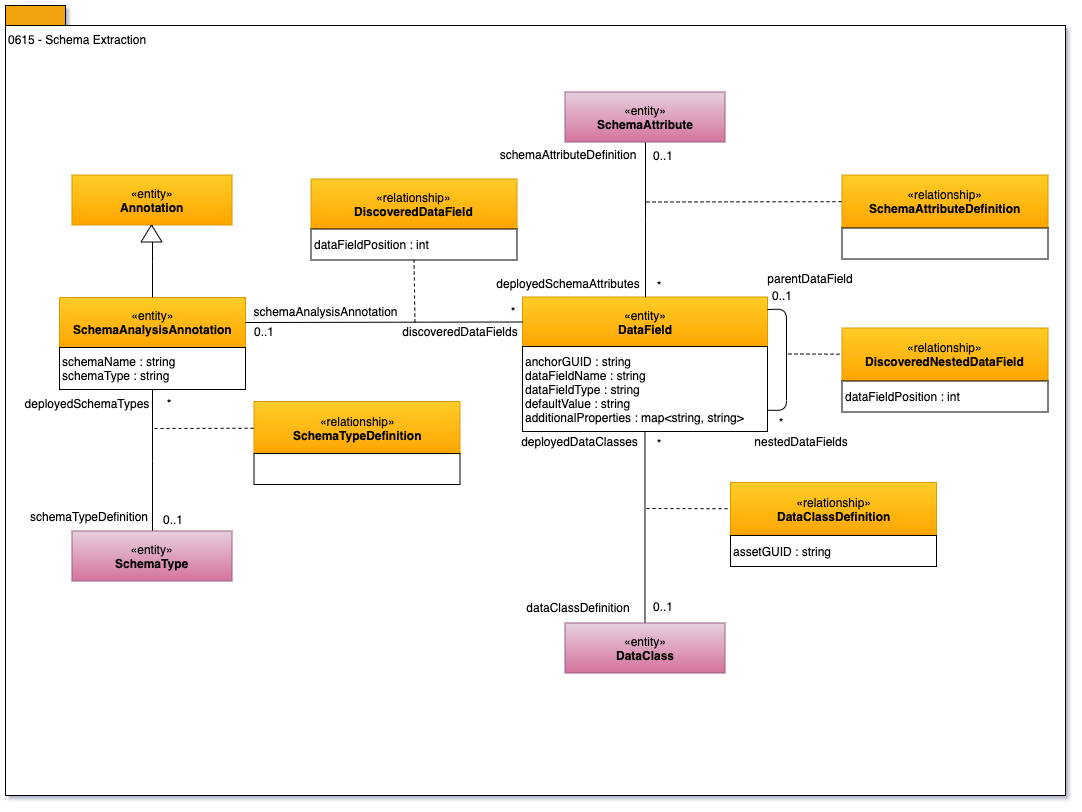 0615 - Schema Extraction
«entity»
SchemaAttribute
schemaAttributeDefinition
0..1
«entity»
Annotation
«relationship»
DiscoveredDataField
dataFieldPosition : int
«relationship»
SchemaAttributeDefinition
deployedSchemaAttributes
*
parentDataField
0..1
«entity»
SchemaAnalysisAnnotation
schemaName : string
schemaType : string
schemaAnalysisAnnotation
0..1
*
discoveredDataFields
«entity»
DataField
anchorGUID : string
dataFieldName : string
dataFieldType : string
defaultValue : string
additionalProperties : map<string, string>
«relationship»
DiscoveredNestedDataField
dataFieldPosition : int
deployedSchemaTypes
*
«relationship»
SchemaTypeDefinition
deployedDataClasses
*
*
nestedDataFields
schemaTypeDefinition
0..1
«entity»
SchemaType
«relationship»
DataClassDefinition
assetGUID : string
dataClassDefinition
0..1
«entity»
DataClass